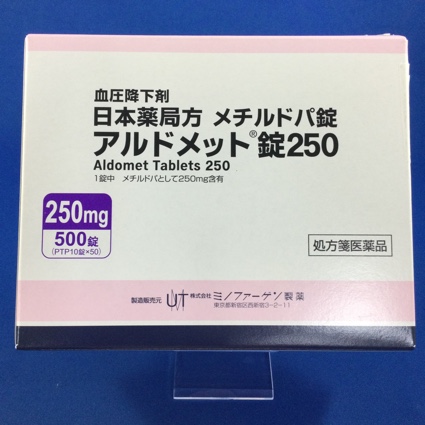 血圧降下剤
日本薬局方 メチルドパ錠
アルドメット®錠250
Aldomet Tablets 250
1錠中 メチルドパとして250mg含有
250mg
500錠
(PTP10錠×50)
処方箋医薬品
製造販売元 株式会社 ミノファーゲン製薬
東京都新宿区西新宿3-2-11